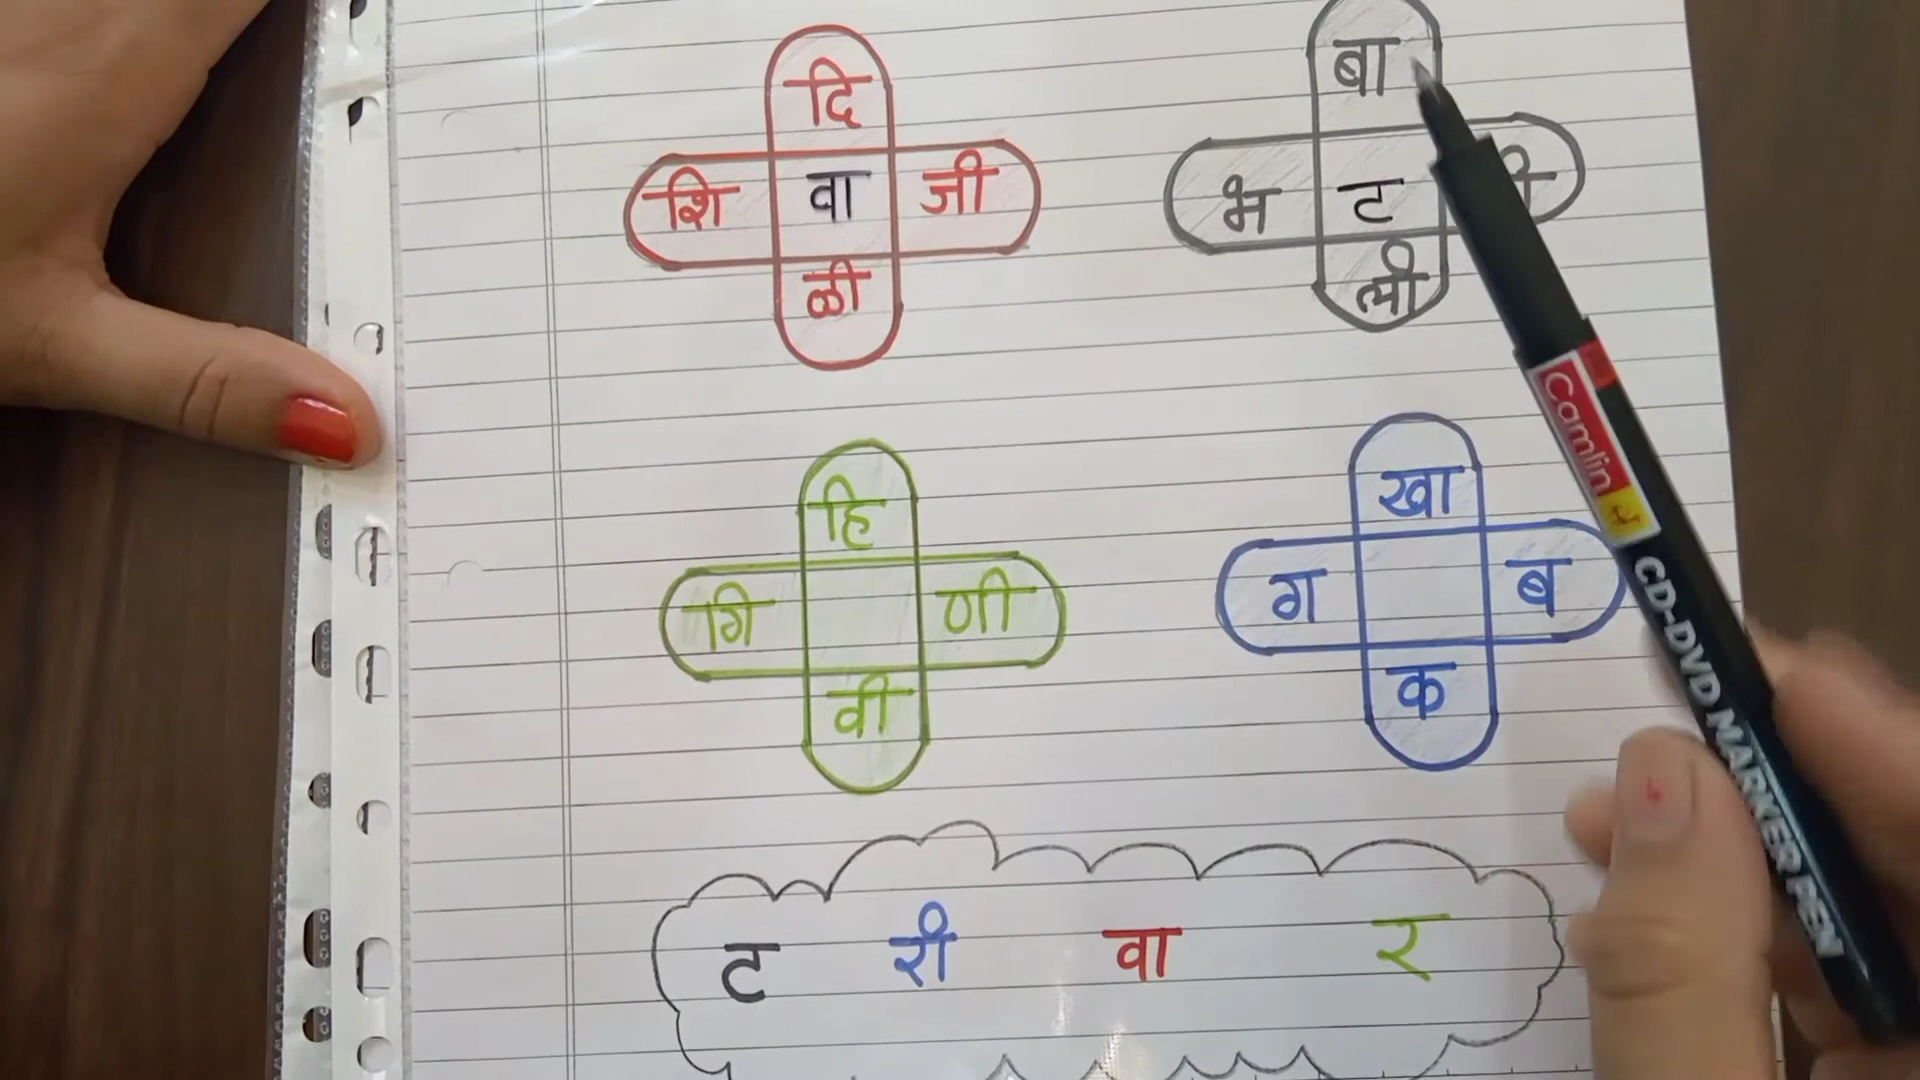 दि
शि वा जी
ळी
बा
भ ट
ली
हि
गि णी
वी
खा
ग ब
क
ट री वा र
Camlin
CD-DVD MARKER PEN